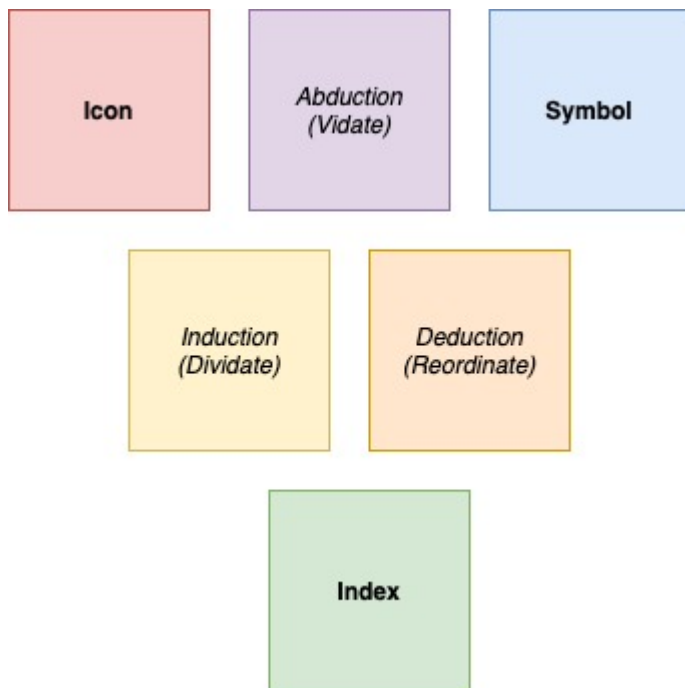 Icon
Abduction
(Vidate)
Symbol
Induction
(Dividate)
Deduction
(Reordinate)
Index